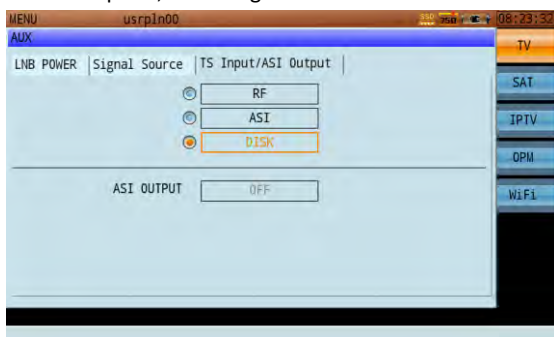 MENU usrpln00 08:23:32
AUX
TV
LNB POWER Signal Source TS Input/ASI Output
SAT
RF
ASI
IPTV
DISK
OPM
ASI OUTPUT OFF
WiFi